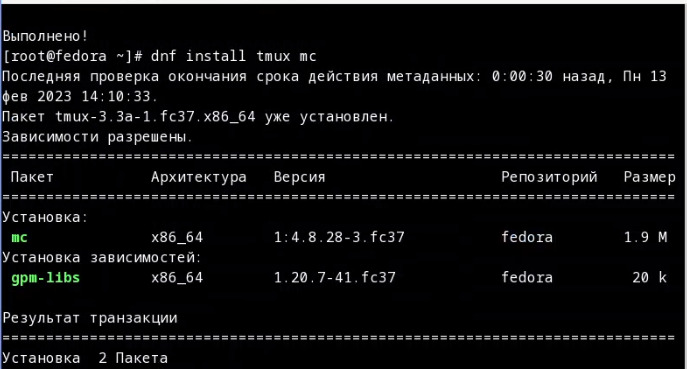 Выполнено!
[root@fedora ~]# dnf install tmux mc
Последняя проверка окончания срока действия метаданных: 0:00:30 назад, Пн 13
фев 2023 14:10:33.
Пакет tmux-3.3a-1.fc37.x86_64 уже установлен.
Зависимости разрешены.
================================================================================
Пакет Архитектура Версия Репозиторий Размер
================================================================================
Установка:
mc x86_64 1:4.8.28-3.fc37 fedora 1.9 M
Установка зависимостей:
gpm-libs x86_64 1.20.7-41.fc37 fedora 20 k
Результат транзакции
================================================================================
Установка 2 Пакета